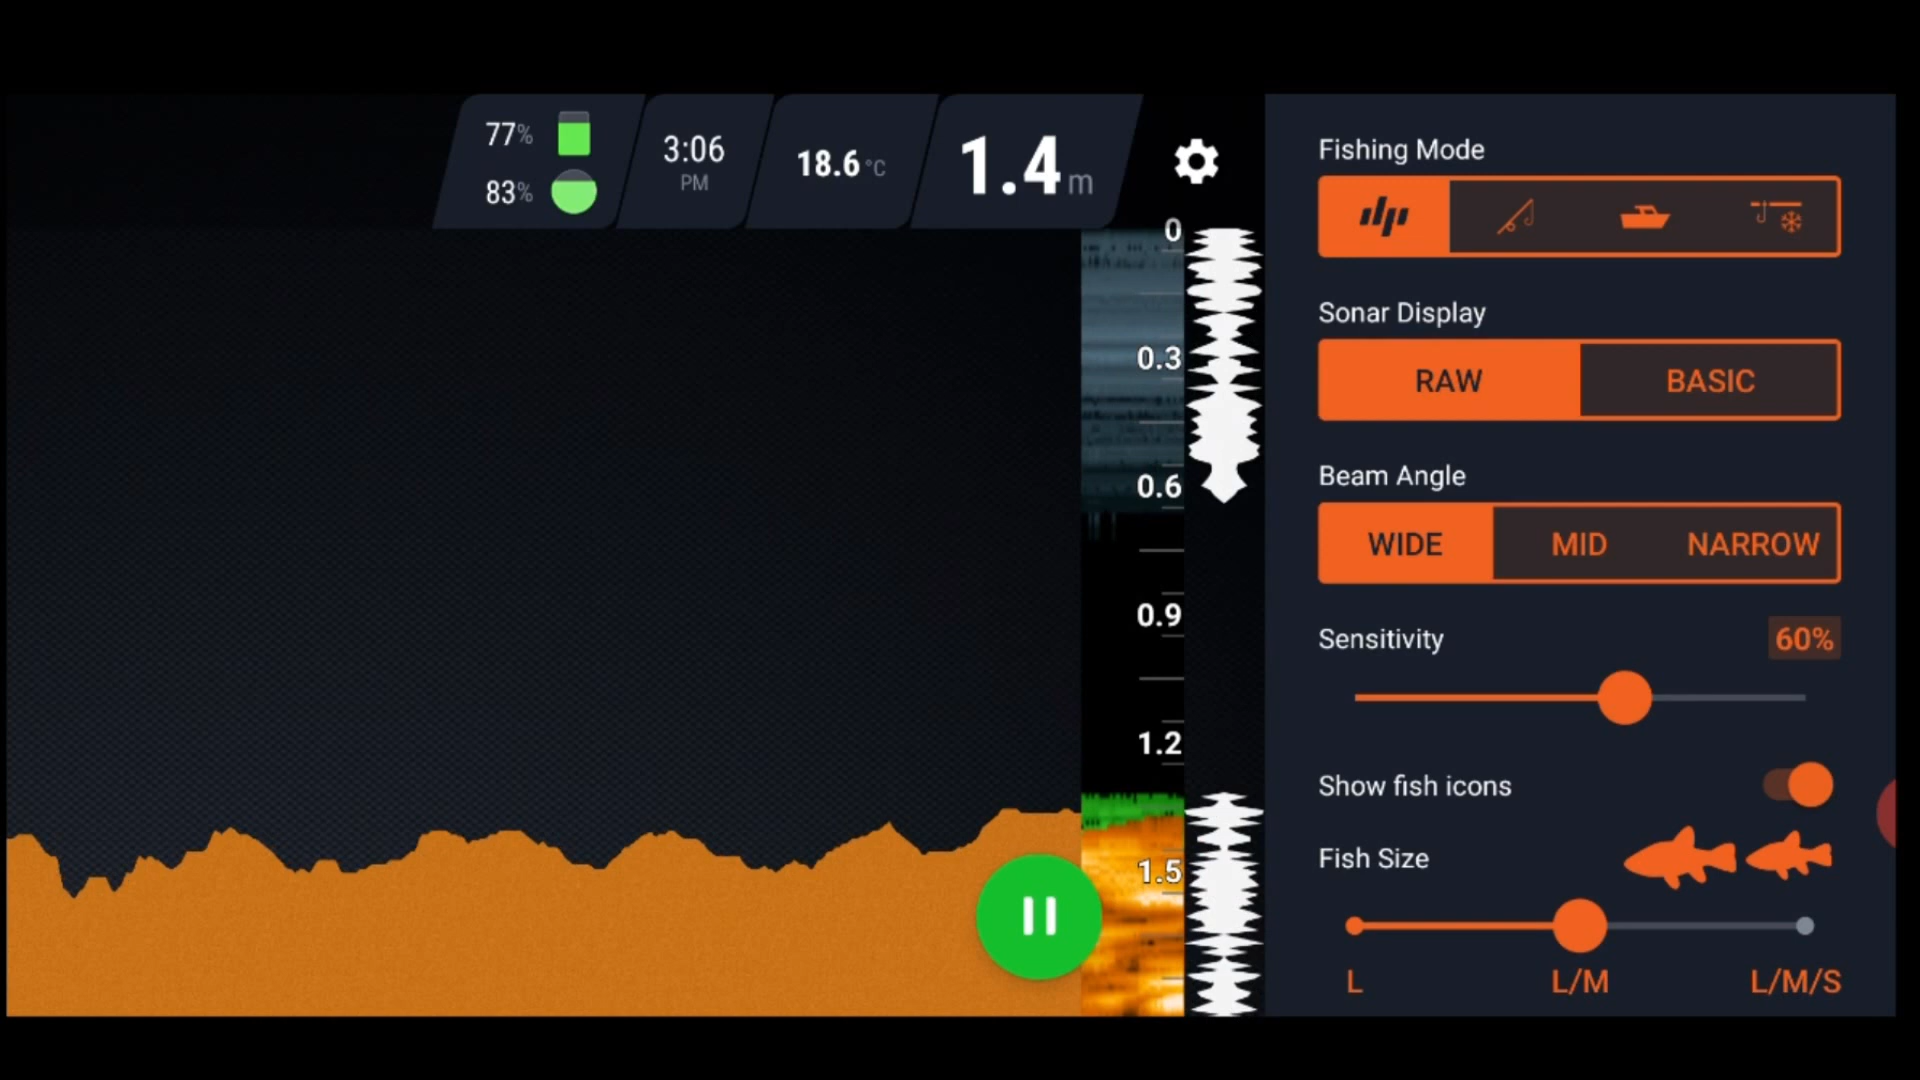 77%
83%
3:06
PM
18.6 °C
1.4 m
0
0.3
0.6
0.9
1.2
1.5
Fishing Mode
Sonar Display
RAW BASIC
Beam Angle
WIDE MID NARROW
Sensitivity 60%
Show fish icons
Fish Size
L L/M L/M/S